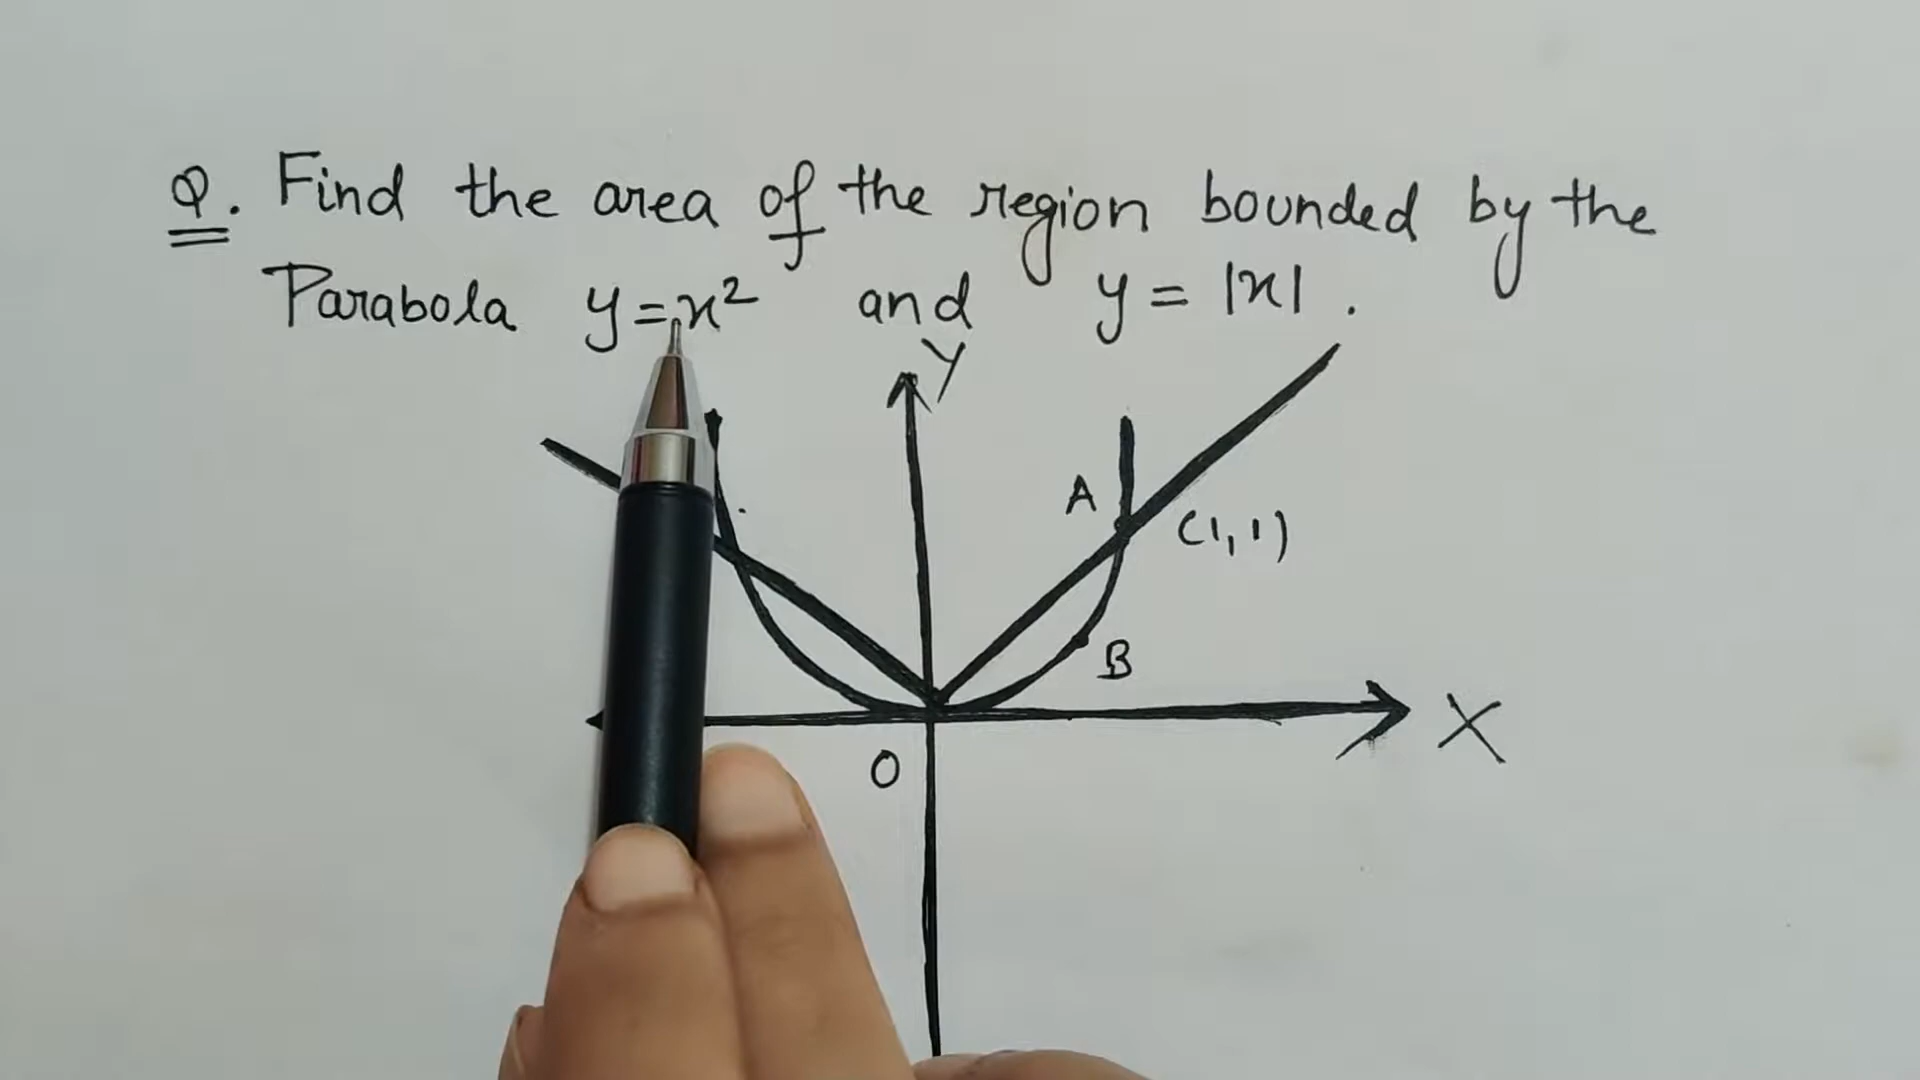 Q. Find the area of the region bounded by the
Parabola y=x² and y = |x| .
Y
A
(1,1)
B
X
O